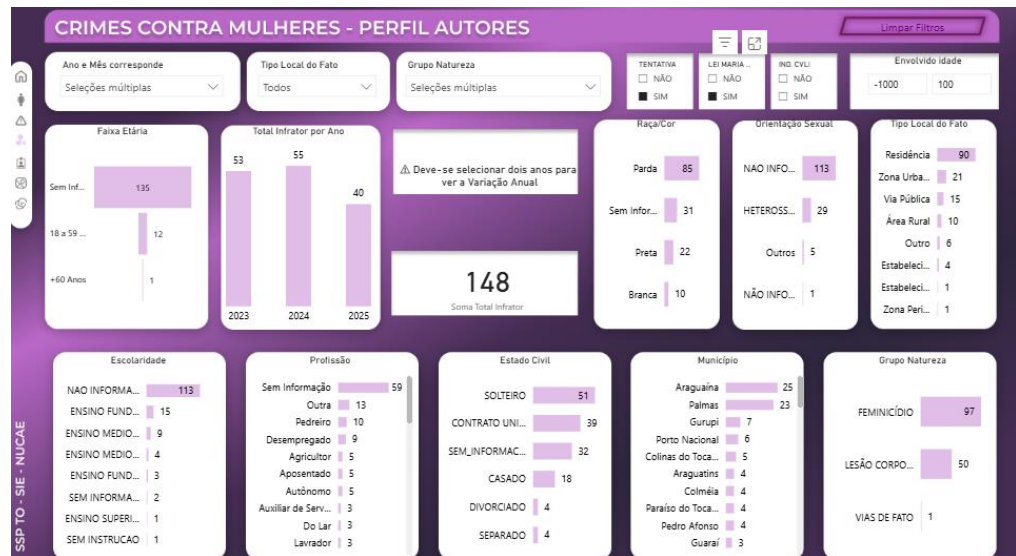 CRIMES CONTRA MULHERES - PERFIL AUTORES
Limpar Filtros
Ano e Mês corresponde
Seleções múltiplas
Tipo Local do Fato
Todos
Grupo Natureza
Seleções múltiplas
TENTATIVA
NÃO
SIM
LEI MARIA ...
NÃO
SIM
IND. CVLI
NÃO
SIM
Envolvido idade
-1000
100
Faixa Etária
Sem Inf... 135
18 a 59 ... 12
+60 Anos 1
Total Infrator por Ano
53
55
40
2023
2024
2025
⚠ Deve-se selecionar dois anos para
ver a Variação Anual
148
Soma Total Infrator
Raça/Cor
Parda 85
Sem Infor... 31
Preta 22
Branca 10
Orientação Sexual
NAO INFO... 113
HETEROSS... 29
Outros 5
NÃO INFO... 1
Tipo Local do Fato
Residência 90
Zona Urba... 21
Via Pública 15
Área Rural 10
Outro 6
Estabeleci... 4
Estabeleci... 1
Zona Peri... 1
Escolaridade
NAO INFORMA... 113
ENSINO FUND... 15
ENSINO MEDIO... 9
ENSINO MEDIO... 4
ENSINO FUND... 3
SEM INFORMA... 2
ENSINO SUPERI... 1
SEM INSTRUCAO 1
Profissão
Sem Informação 59
Outra 13
Pedreiro 10
Desempregado 9
Agricultor 5
Aposentado 5
Autônomo 5
Auxiliar de Serv... 3
Do Lar 3
Lavrador 3
Estado Civil
SOLTEIRO 51
CONTRATO UNI... 39
SEM_INFORMAC... 32
CASADO 18
DIVORCIADO 4
SEPARADO 4
Município
Araguaína 25
Palmas 23
Gurupi 7
Porto Nacional 6
Colinas do Toca... 5
Araguatins 4
Colméia 4
Paraíso do Toca... 4
Pedro Afonso 4
Guaraí 3
Grupo Natureza
FEMINICÍDIO 97
LESÃO CORPO... 50
VIAS DE FATO 1
SSP TO - SIE - NUCAE